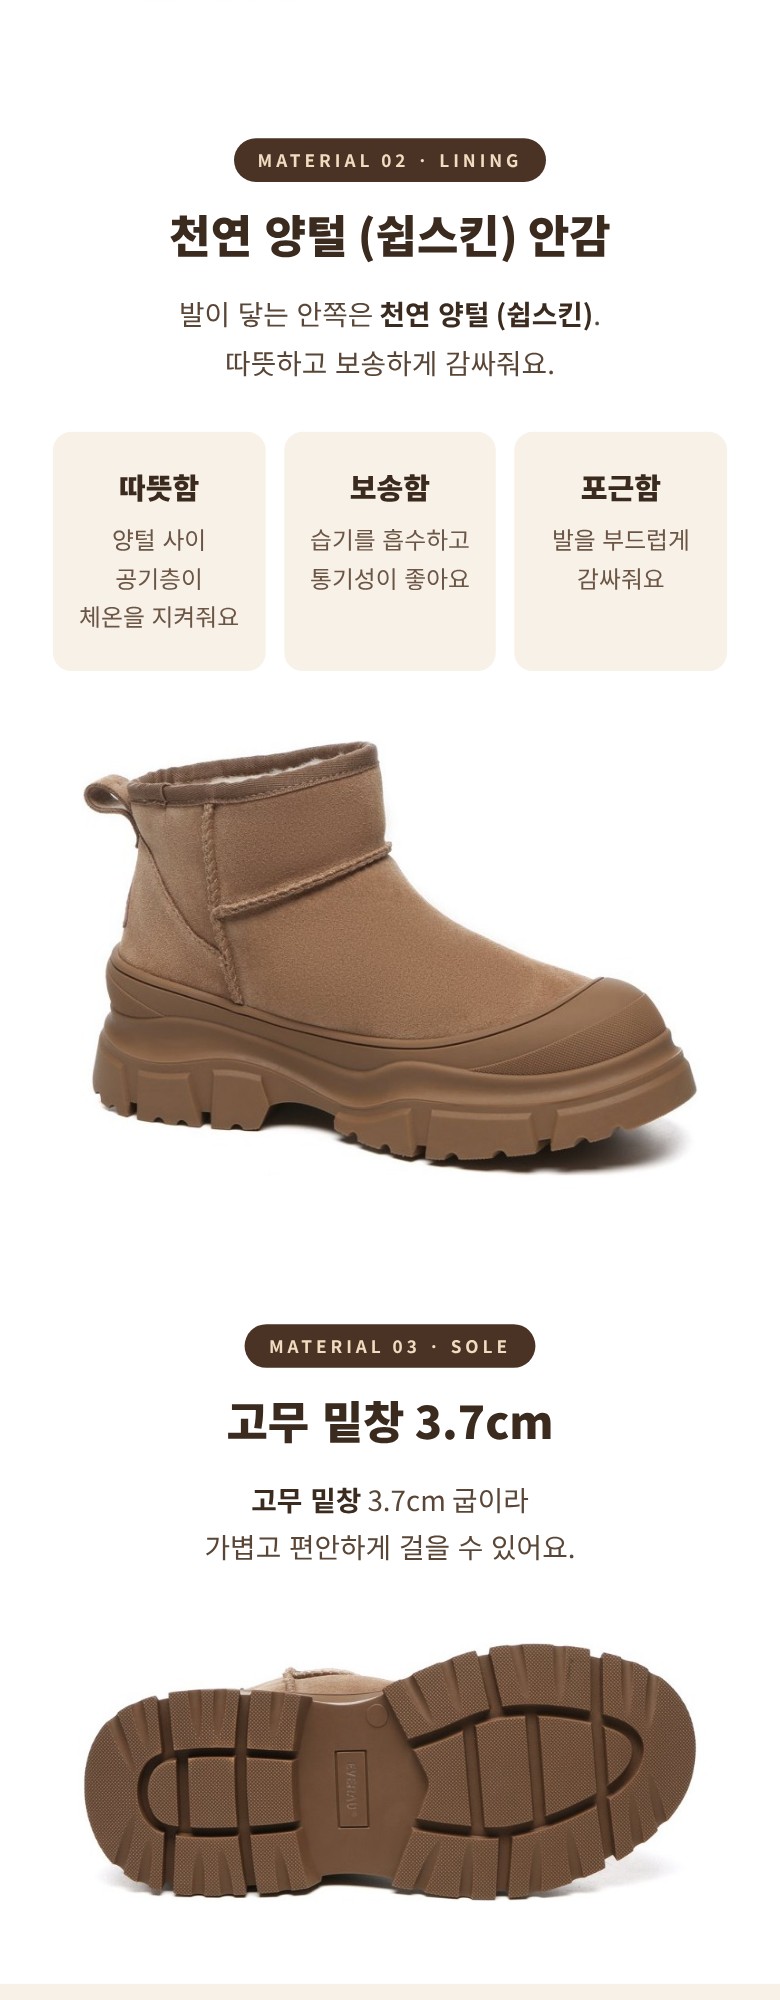 MATERIAL 02 · LINING
천연 양털 (쉽스킨) 안감
발이 닿는 안쪽은 천연 양털 (쉽스킨).
따뜻하고 보송하게 감싸줘요.
따뜻함
양털 사이
공기층이
체온을 지켜줘요
보송함
습기를 흡수하고
통기성이 좋아요
포근함
발을 부드럽게
감싸줘요
MATERIAL 03 · SOLE
고무 밑창 3.7cm
고무 밑창 3.7cm 굽이라
가볍고 편안하게 걸을 수 있어요.